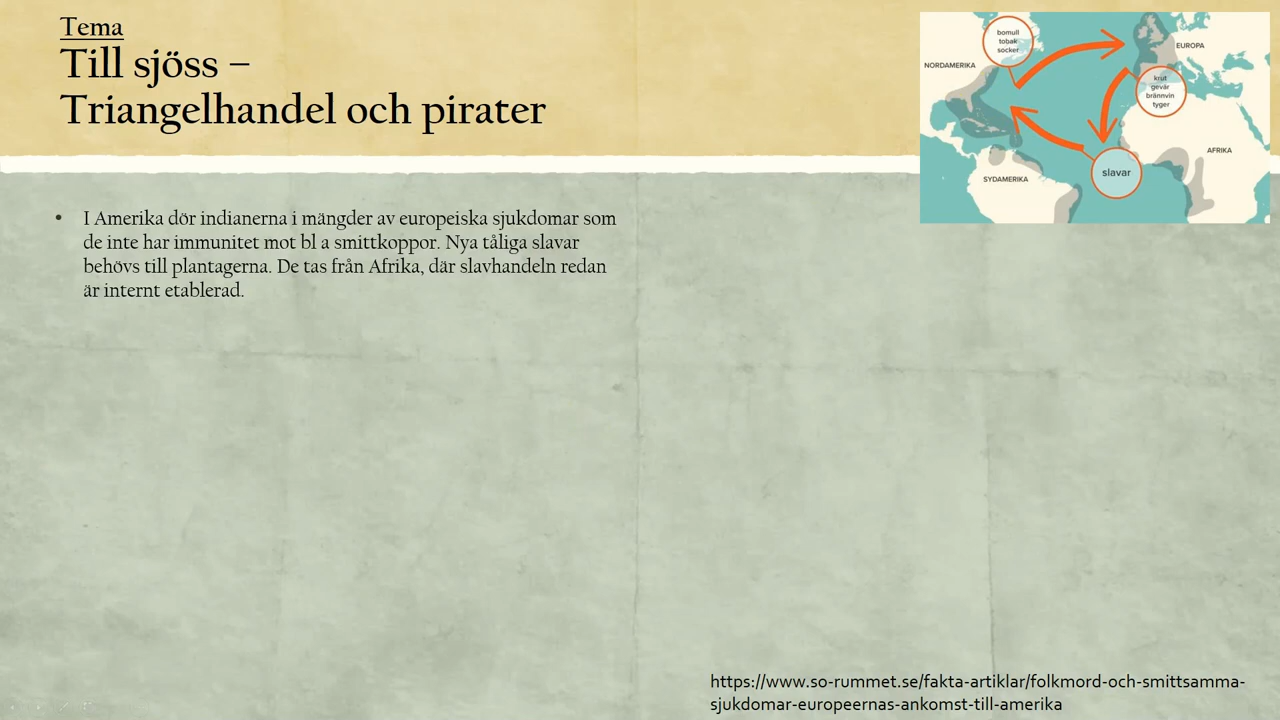 Tema
Till sjöss –
Triangelhandel och pirater
bomull
tobak
socker
NORDAMERIKA
EUROPA
krut
gevär
brännvin
tyger
AFRIKA
slavar
SYDAMERIKA
• I Amerika dör indianerna i mängder av europeiska sjukdomar som
de inte har immunitet mot bl a smittkoppor. Nya tåliga slavar
behövs till plantagerna. De tas från Afrika, där slavhandeln redan
är internt etablerad.
https://www.so-rummet.se/fakta-artiklar/folkmord-och-smittsamma-
sjukdomar-europeernas-ankomst-till-amerika